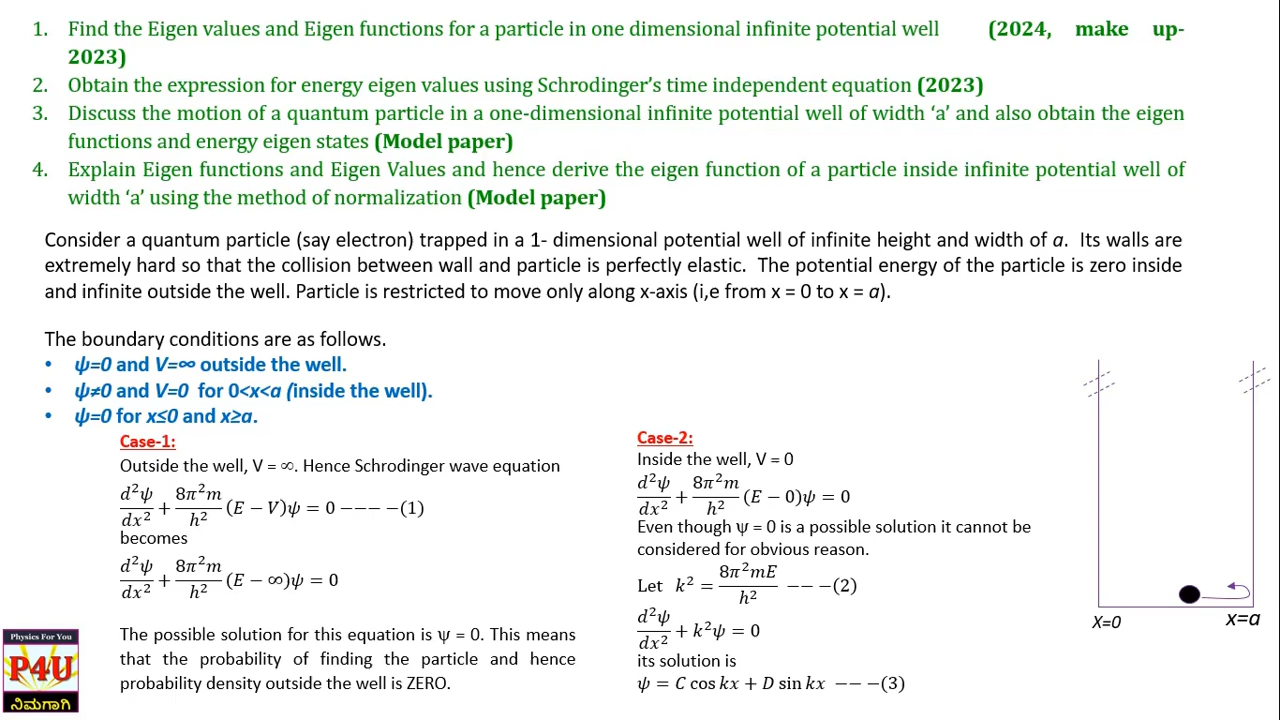 1. Find the Eigen values and Eigen functions for a particle in one dimensional infinite potential well (2024, make up-
2023)
2. Obtain the expression for energy eigen values using Schrodinger's time independent equation (2023)
3. Discuss the motion of a quantum particle in a one-dimensional infinite potential well of width 'a' and also obtain the eigen
functions and energy eigen states (Model paper)
4. Explain Eigen functions and Eigen Values and hence derive the eigen function of a particle inside infinite potential well of
width 'a' using the method of normalization (Model paper)
Consider a quantum particle (say electron) trapped in a 1- dimensional potential well of infinite height and width of a. Its walls are
extremely hard so that the collision between wall and particle is perfectly elastic. The potential energy of the particle is zero inside
and infinite outside the well. Particle is restricted to move only along x-axis (i,e from x = 0 to x = a).
The boundary conditions are as follows.
• ψ=0 and V=∞ outside the well.
• ψ≠0 and V=0 for 0<x<a (inside the well).
• ψ=0 for x≤0 and x≥a.
Case-1:
Outside the well, V = ∞. Hence Schrodinger wave equation
d²ψ/dx² + 8π²m/h² (E − V)ψ = 0 −−− −(1)
becomes
d²ψ/dx² + 8π²m/h² (E − ∞)ψ = 0
The possible solution for this equation is ψ = 0. This means
that the probability of finding the particle and hence
probability density outside the well is ZERO.
Case-2:
Inside the well, V = 0
d²ψ/dx² + 8π²m/h² (E − 0)ψ = 0
Even though ψ = 0 is a possible solution it cannot be
considered for obvious reason.
Let k² = 8π²mE/h² −− −(2)
d²ψ/dx² + k²ψ = 0
its solution is
ψ = C cos kx + D sin kx −− −(3)
X=0
x=a
Physics For You
P4U
ನಿಮಗಾಗಿ